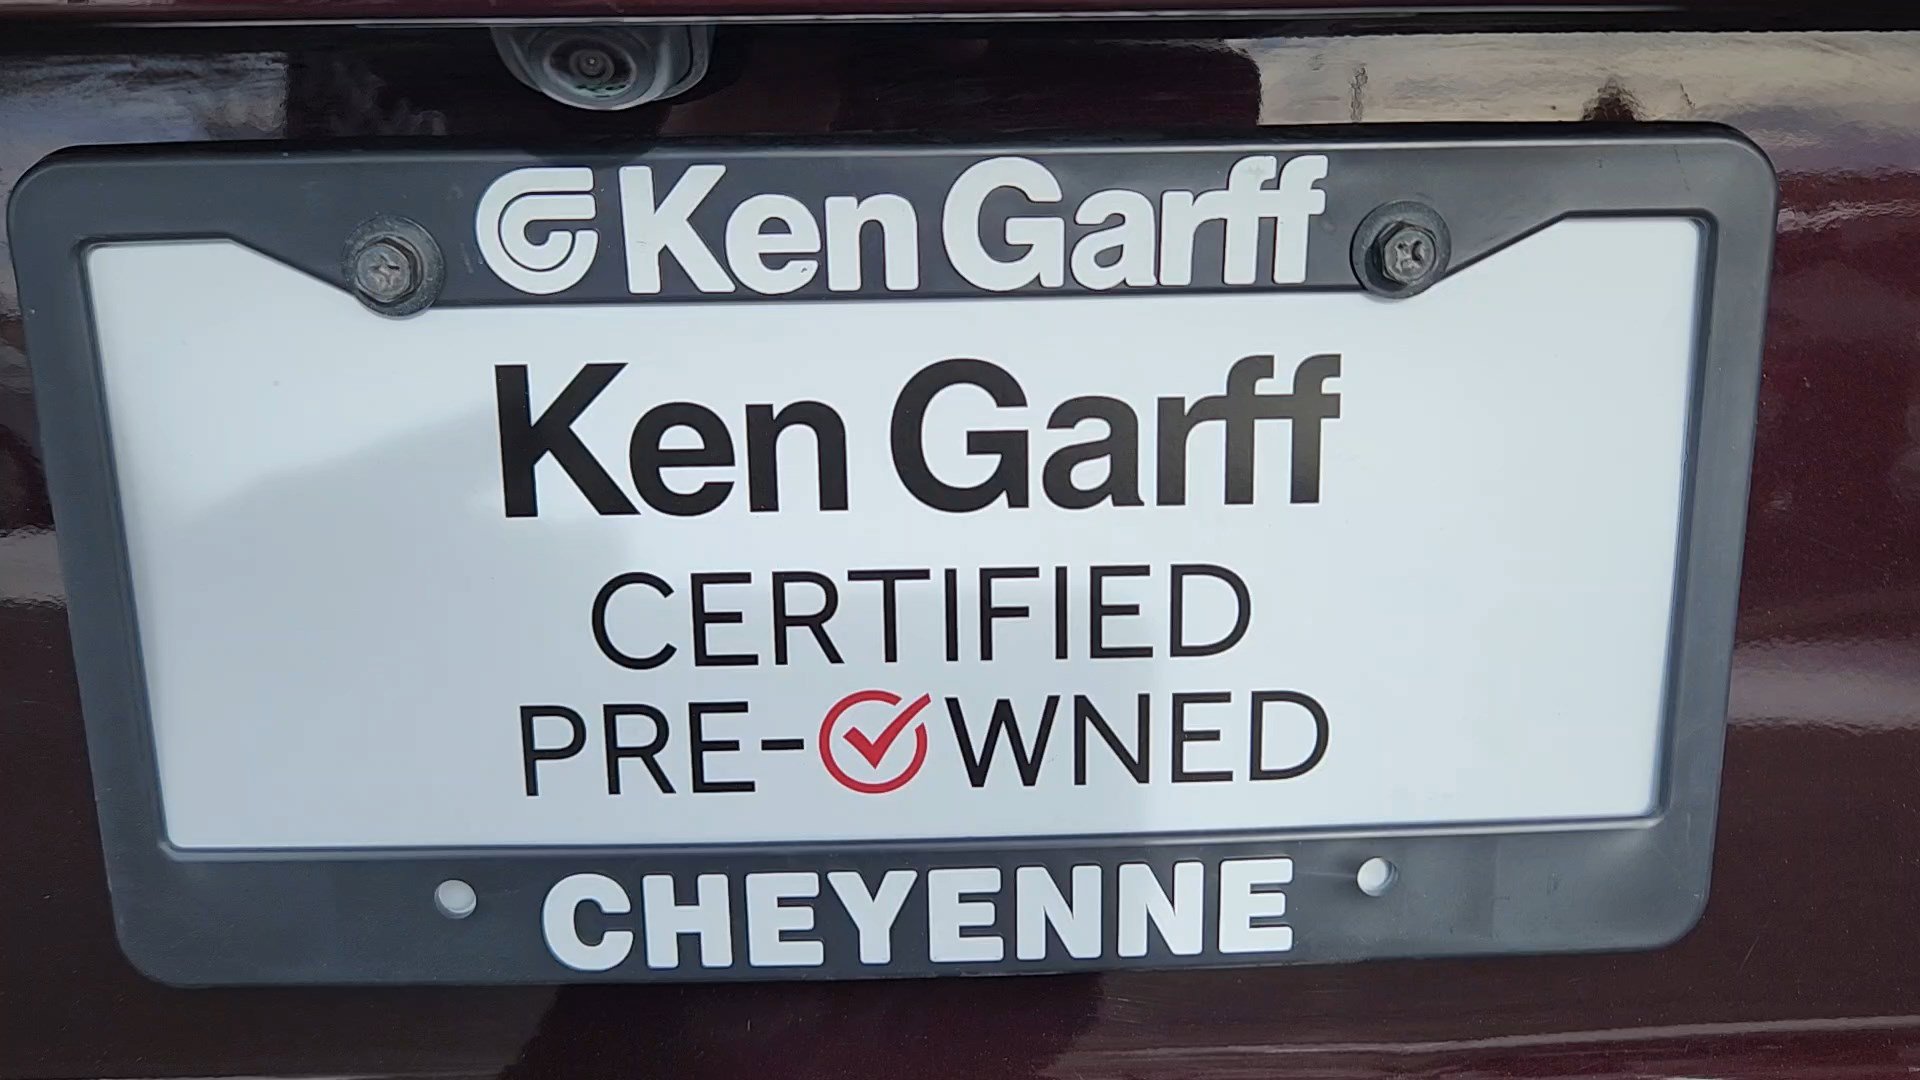 Ken Garff
Ken Garff
CERTIFIED
PRE-OWNED
CHEYENNE